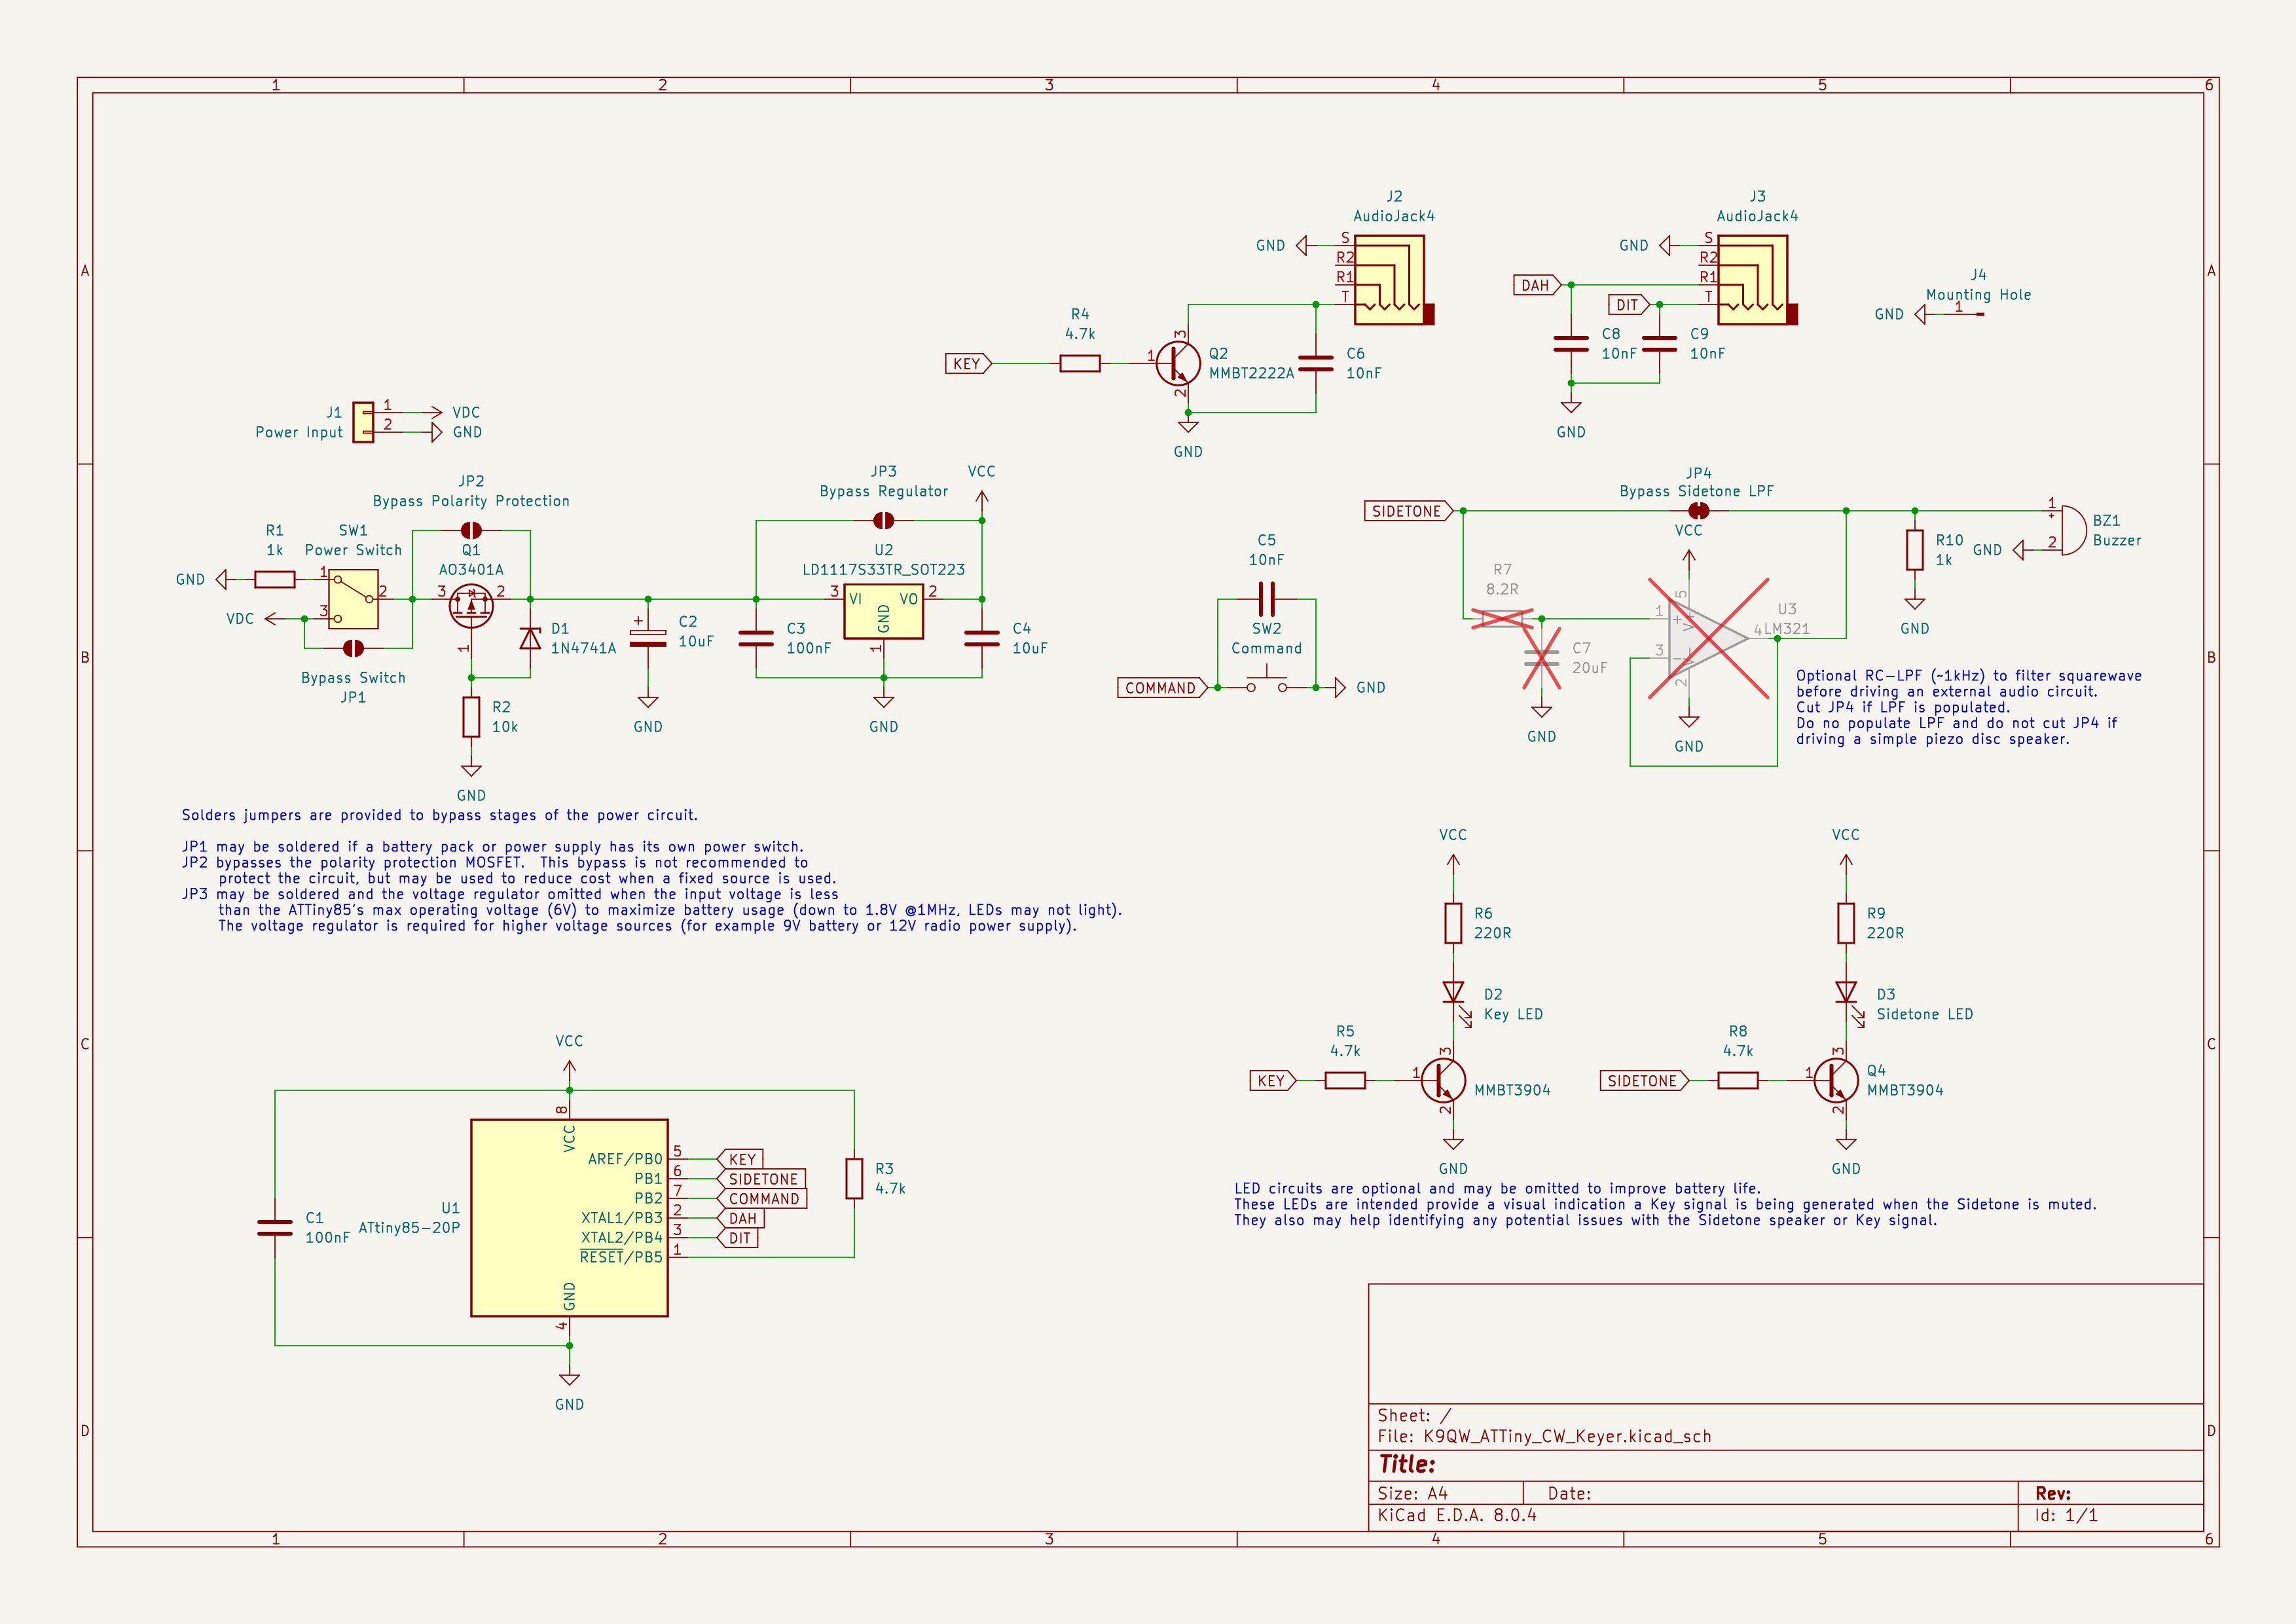 1 2 3 4 5 6
A
B
C
D
A
B
C
D
J2
AudioJack4
GND
S
R2
R1
T
J3
AudioJack4
GND
S
R2
R1
T
DAH
DIT
C8
10nF
C9
10nF
GND
J4
Mounting Hole
GND
1
KEY
R4
4.7k
1
3
2
Q2
MMBT2222A
C6
10nF
GND
J1
Power Input
1
2
VDC
GND
JP2
Bypass Polarity Protection
R1
1k
GND
SW1
Power Switch
1
2
3
VDC
Bypass Switch
JP1
Q1
AO3401A
3
2
1
D1
1N4741A
R2
10k
GND
+
C2
10uF
GND
JP3
Bypass Regulator
VCC
U2
LD1117S33TR_SOT223
3
VI
VO
2
GND
1
C3
100nF
C4
10uF
GND
C5
10nF
SW2
Command
COMMAND
GND
SIDETONE
JP4
Bypass Sidetone LPF
VCC
R7
8.2R
C7
20uF
GND
1
3
5
2
4
+
-
V+
V-
U3
LM321
GND
R10
1k
GND
BZ1
Buzzer
1
+
2
GND
Optional RC-LPF (~1kHz) to filter squarewave
before driving an external audio circuit.
Cut JP4 if LPF is populated.
Do no populate LPF and do not cut JP4 if
driving a simple piezo disc speaker.
Solders jumpers are provided to bypass stages of the power circuit.
JP1 may be soldered if a battery pack or power supply has its own power switch.
JP2 bypasses the polarity protection MOSFET.  This bypass is not recommended to
protect the circuit, but may be used to reduce cost when a fixed source is used.
JP3 may be soldered and the voltage regulator omitted when the input voltage is less
than the ATTiny85's max operating voltage (6V) to maximize battery usage (down to 1.8V @1MHz, LEDs may not light).
The voltage regulator is required for higher voltage sources (for example 9V battery or 12V radio power supply).
VCC
R6
220R
D2
Key LED
KEY
R5
4.7k
1
3
2
MMBT3904
GND
VCC
R9
220R
D3
Sidetone LED
SIDETONE
R8
4.7k
1
3
2
Q4
MMBT3904
GND
LED circuits are optional and may be omitted to improve battery life.
These LEDs are intended provide a visual indication a Key signal is being generated when the Sidetone is muted.
They also may help identifying any potential issues with the Sidetone speaker or Key signal.
VCC
8
VCC
C1
100nF
U1
ATtiny85-20P
AREF/PB0
5
KEY
PB1
6
SIDETONE
PB2
7
COMMAND
XTAL1/PB3
2
DAH
XTAL2/PB4
3
DIT
RESET/PB5
1
R3
4.7k
GND
4
GND
Sheet: /
File: K9QW_ATTiny_CW_Keyer.kicad_sch
Title:
Size: A4
Date:
Rev:
KiCad E.D.A. 8.0.4
Id: 1/1
1 2 3 4 5 6